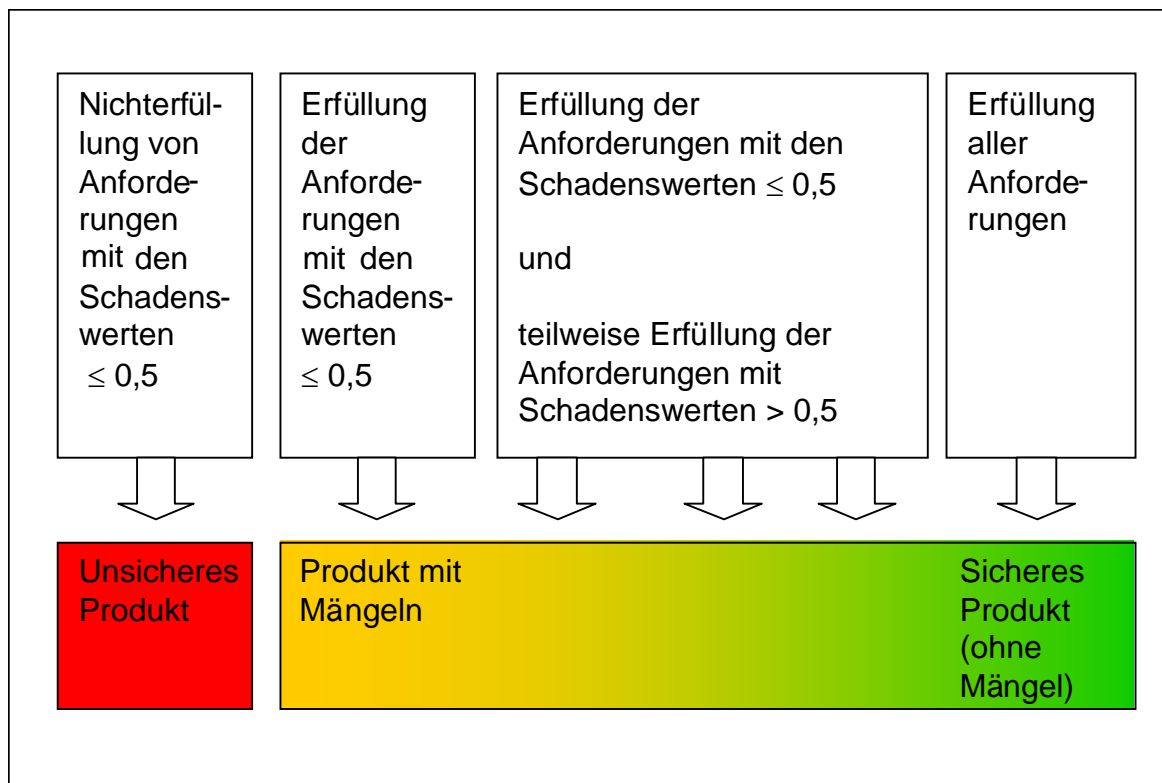 Nichterfül-
lung von
Anforde-
rungen
mit den
Schadens-
werten
≤ 0,5
Erfüllung
der
Anforde-
rungen
mit den
Schadens-
werten
≤ 0,5
Erfüllung der
Anforderungen mit den
Schadenswerten ≤ 0,5
und
teilweise Erfüllung der
Anforderungen mit
Schadenswerten > 0,5
Erfüllung
aller
Anforde-
rungen
Unsicheres
Produkt
Produkt mit
Mängeln
Sicheres
Produkt
(ohne
Mängel)